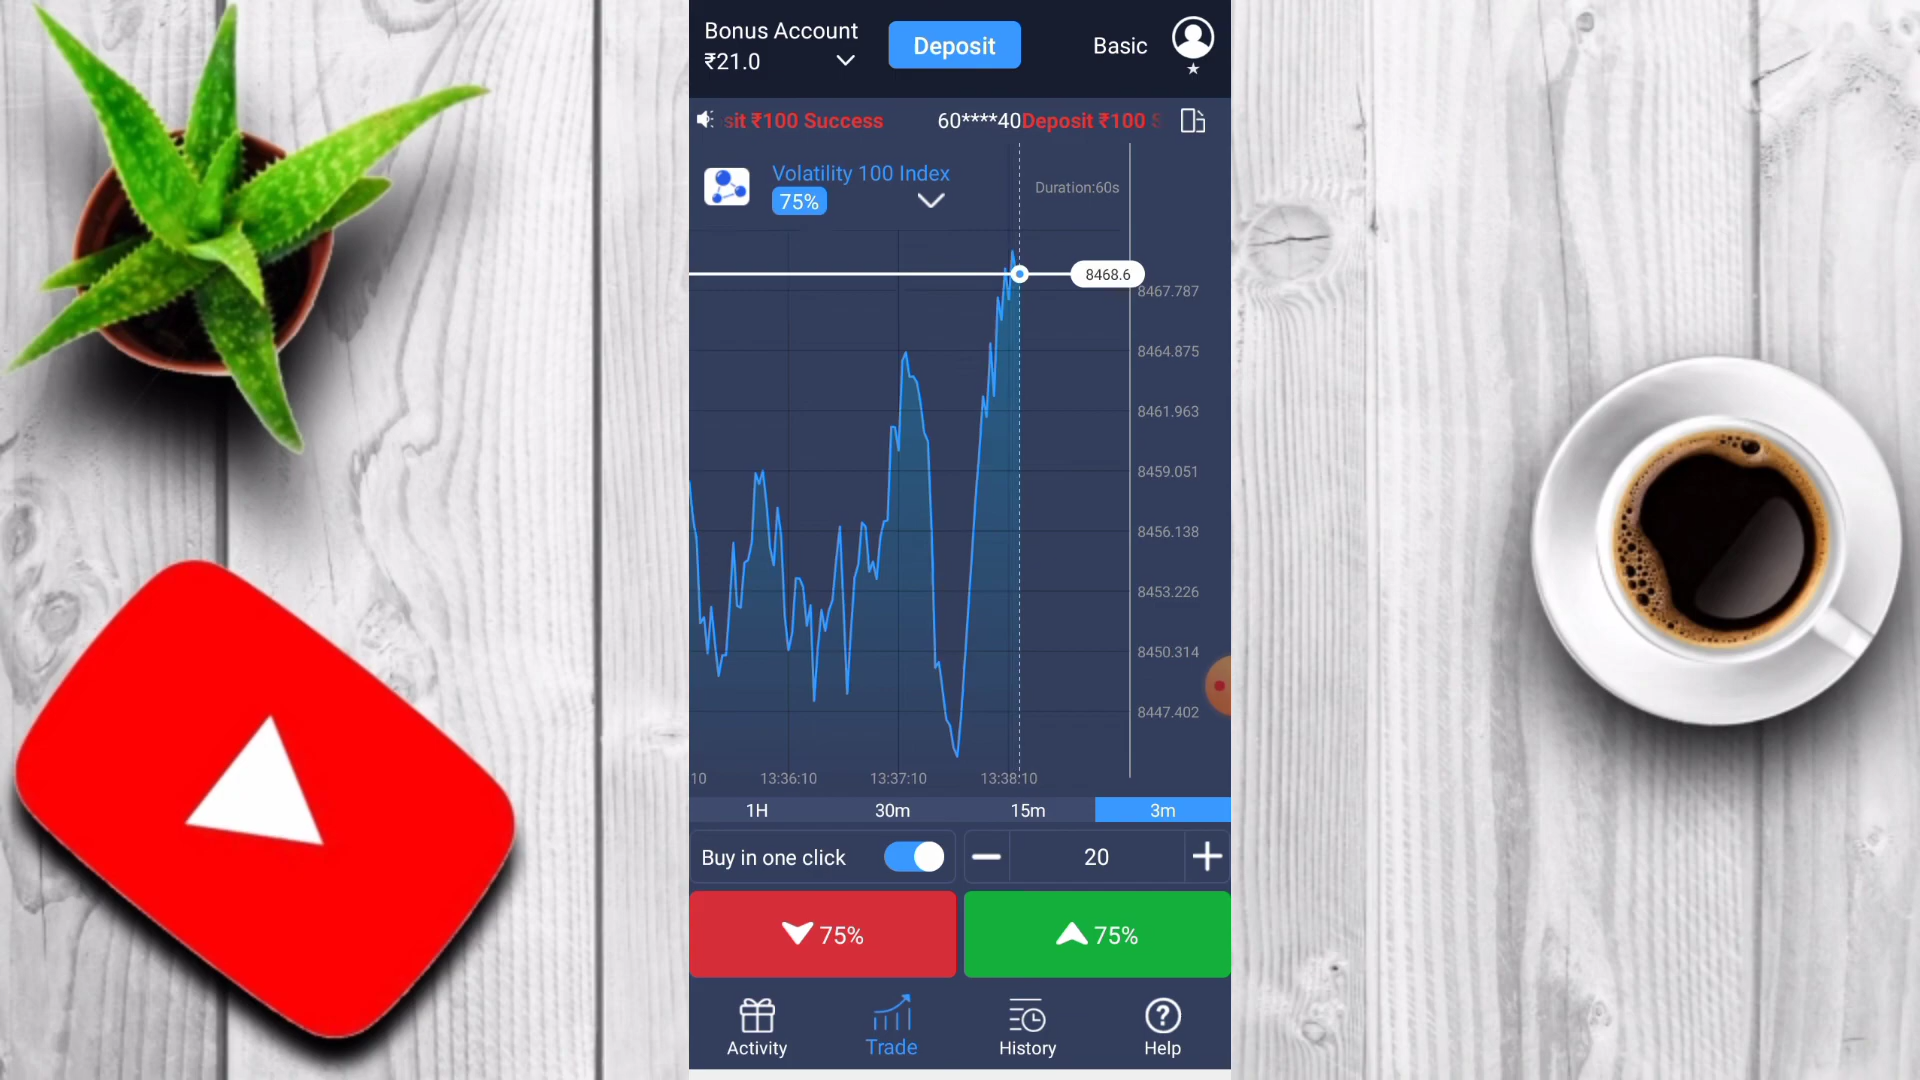 Bonus Account
₹21.0
Deposit
Basic
sit ₹100 Success 60****40Deposit ₹100
Volatility 100 Index
75%
Duration:60s
8468.6
8467.787
8464.875
8461.963
8459.051
8456.138
8453.226
8450.314
8447.402
10 13:36:10 13:37:10 13:38:10
1H 30m 15m 3m
Buy in one click
20
75%
75%
Activity Trade History Help